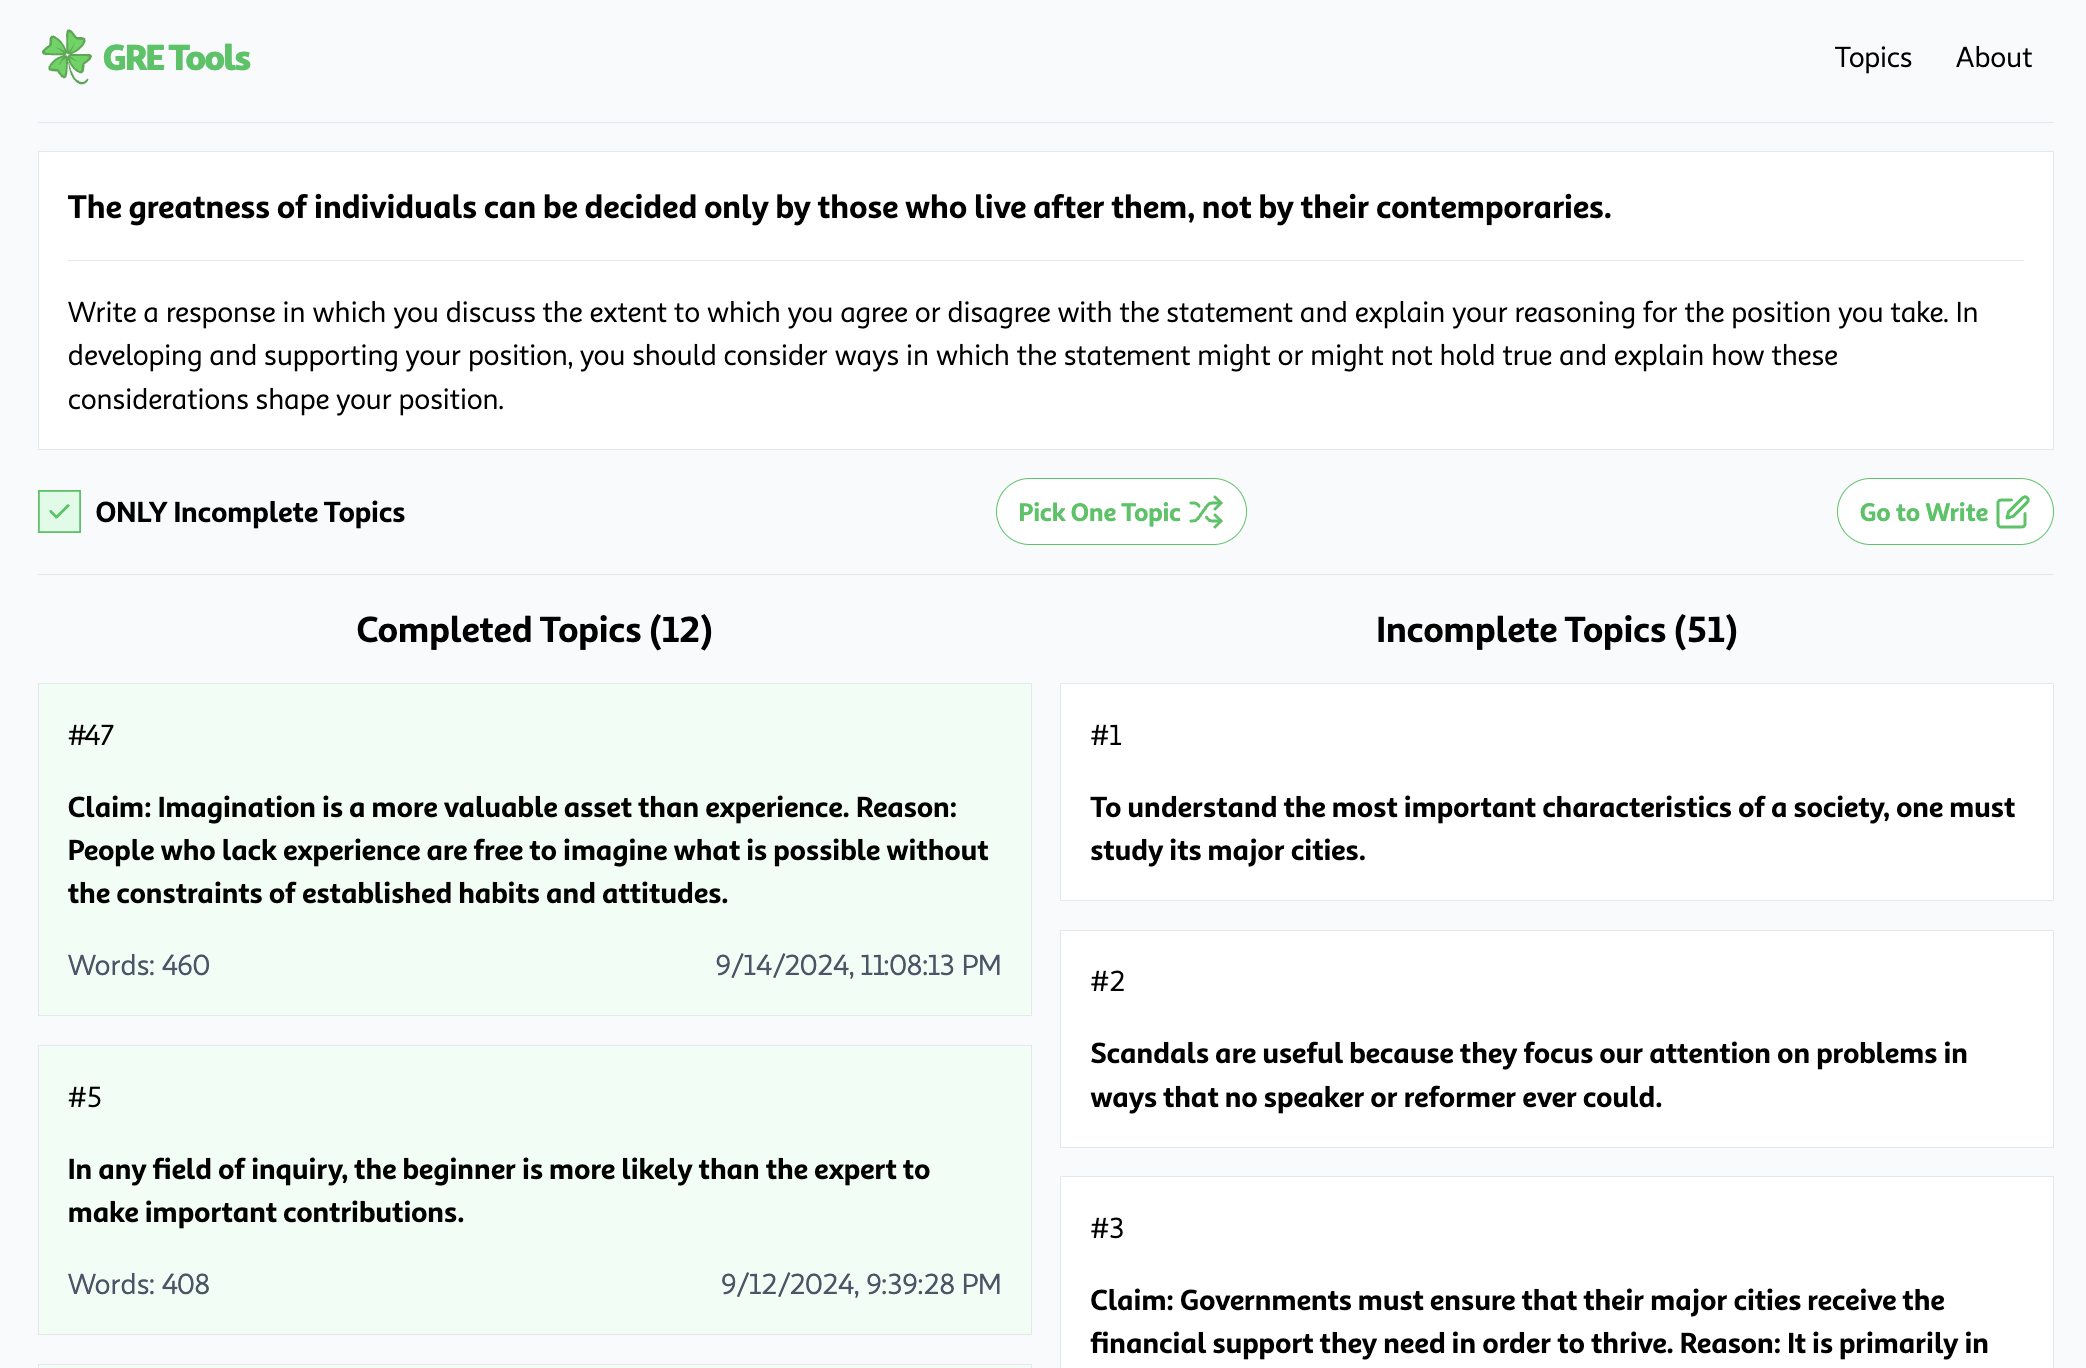 GRE Tools
Topics
About
The greatness of individuals can be decided only by those who live after them, not by their contemporaries.
Write a response in which you discuss the extent to which you agree or disagree with the statement and explain your reasoning for the position you take. In
developing and supporting your position, you should consider ways in which the statement might or might not hold true and explain how these
considerations shape your position.
ONLY Incomplete Topics
Pick One Topic
Go to Write
Completed Topics (12)
#47
Claim: Imagination is a more valuable asset than experience. Reason:
People who lack experience are free to imagine what is possible without
the constraints of established habits and attitudes.
Words: 460
9/14/2024, 11:08:13 PM
#5
In any field of inquiry, the beginner is more likely than the expert to
make important contributions.
Words: 408
9/12/2024, 9:39:28 PM
Incomplete Topics (51)
#1
To understand the most important characteristics of a society, one must
study its major cities.
#2
Scandals are useful because they focus our attention on problems in
ways that no speaker or reformer ever could.
#3
Claim: Governments must ensure that their major cities receive the
financial support they need in order to thrive. Reason: It is primarily in